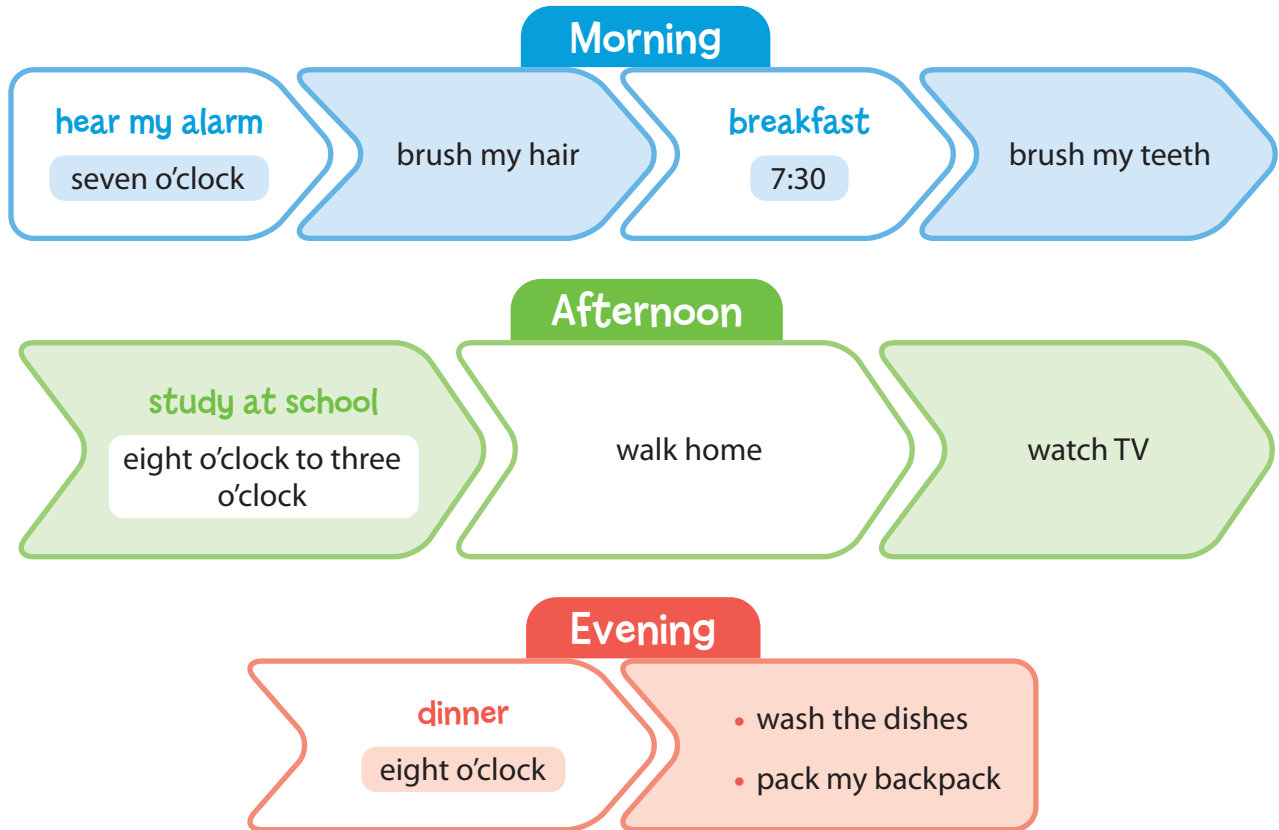 Morning
hear my alarm
seven o’clock
brush my hair
breakfast
7:30
brush my teeth
Afternoon
study at school
eight o’clock to three
o’clock
walk home
watch TV
Evening
dinner
eight o’clock
• wash the dishes
• pack my backpack